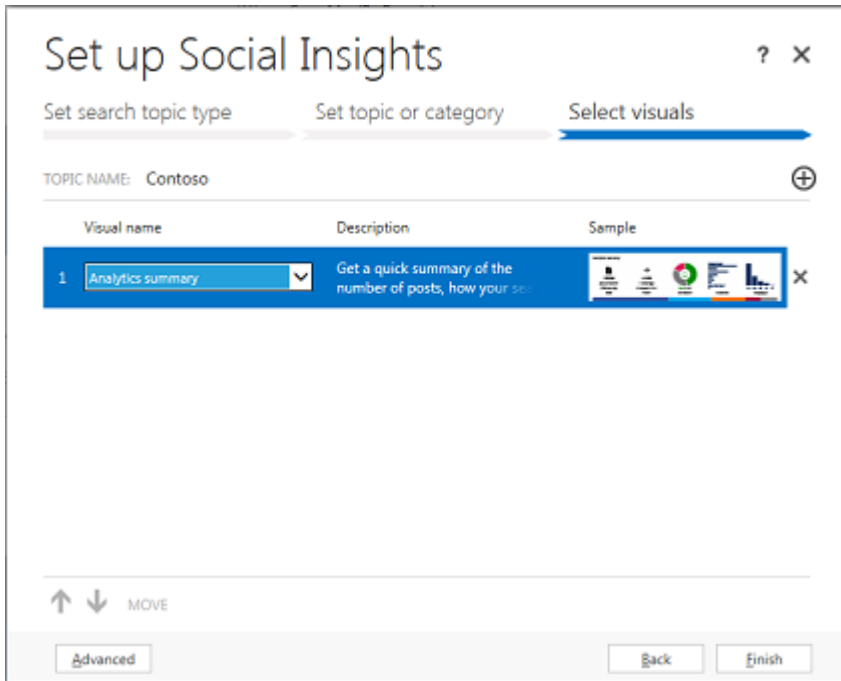 Set up Social Insights
?
Set search topic type
Set topic or category
Select visuals
TOPIC NAME: Contoso
Visual name
Description
Sample
1
Analytics summary
Get a quick summary of the
number of posts, how your
MOVE
Advanced
Back
Finish